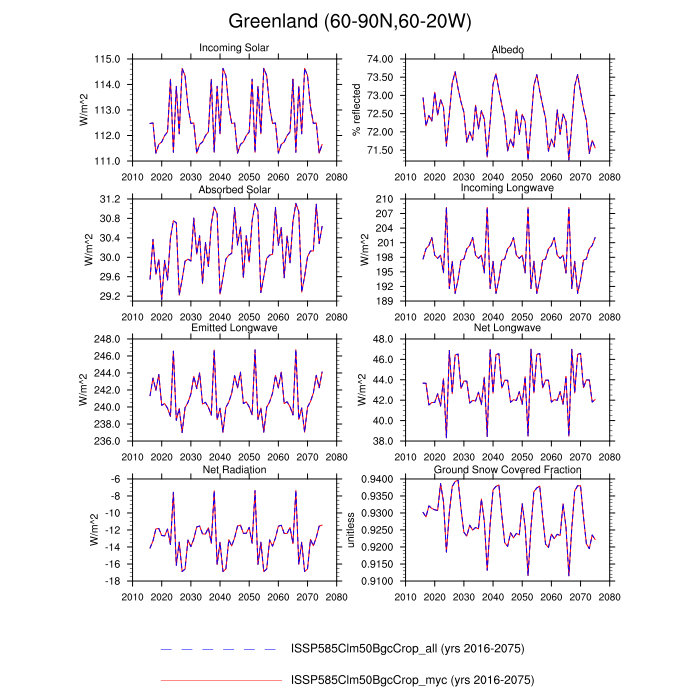 Greenland (60-90N,60-20W)
Incoming Solar
Albedo
115.0
114.0
113.0
112.0
111.0
W/m^2
2010 2020 2030 2040 2050 2060 2070 2080
74.00
73.50
73.00
72.50
72.00
71.50
% reflected
2010 2020 2030 2040 2050 2060 2070 2080
Absorbed Solar
Incoming Longwave
31.2
30.8
30.4
30.0
29.6
29.2
W/m^2
2010 2020 2030 2040 2050 2060 2070 2080
210
207
204
201
198
195
192
189
W/m^2
2010 2020 2030 2040 2050 2060 2070 2080
Emitted Longwave
Net Longwave
248.0
246.0
244.0
242.0
240.0
238.0
236.0
W/m^2
2010 2020 2030 2040 2050 2060 2070 2080
48.0
46.0
44.0
42.0
40.0
38.0
W/m^2
2010 2020 2030 2040 2050 2060 2070 2080
Net Radiation
Ground Snow Covered Fraction
-6
-8
-10
-12
-14
-16
-18
W/m^2
2010 2020 2030 2040 2050 2060 2070 2080
0.9400
0.9350
0.9300
0.9250
0.9200
0.9150
0.9100
unitless
2010 2020 2030 2040 2050 2060 2070 2080
ISSP585Clm50BgcCrop_all (yrs 2016-2075)
ISSP585Clm50BgcCrop_myc (yrs 2016-2075)